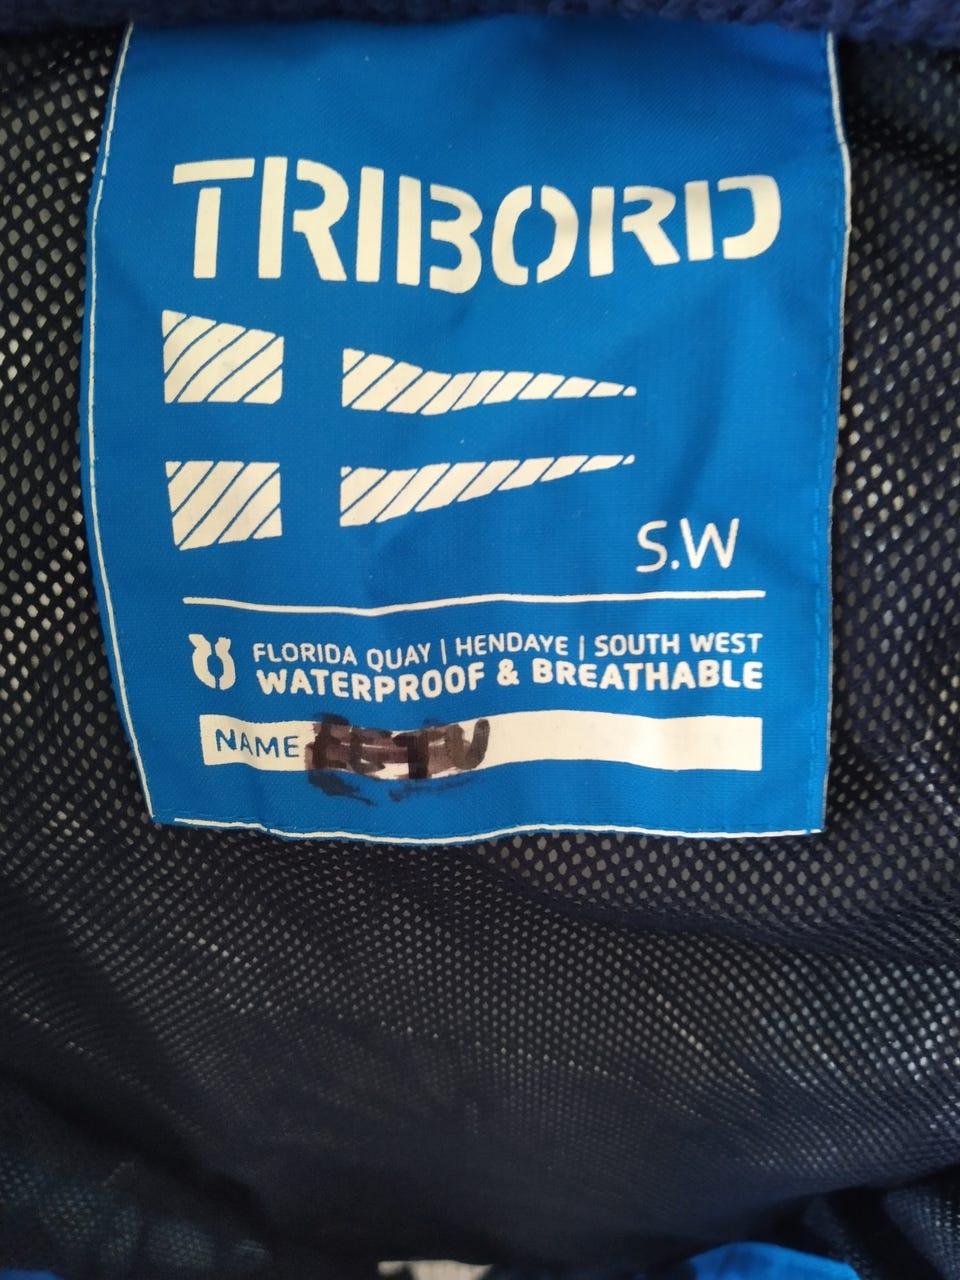 TRIBORD
S.W
FLORIDA QUAY | HENDAYE | SOUTH WEST
WATERPROOF & BREATHABLE
NAME